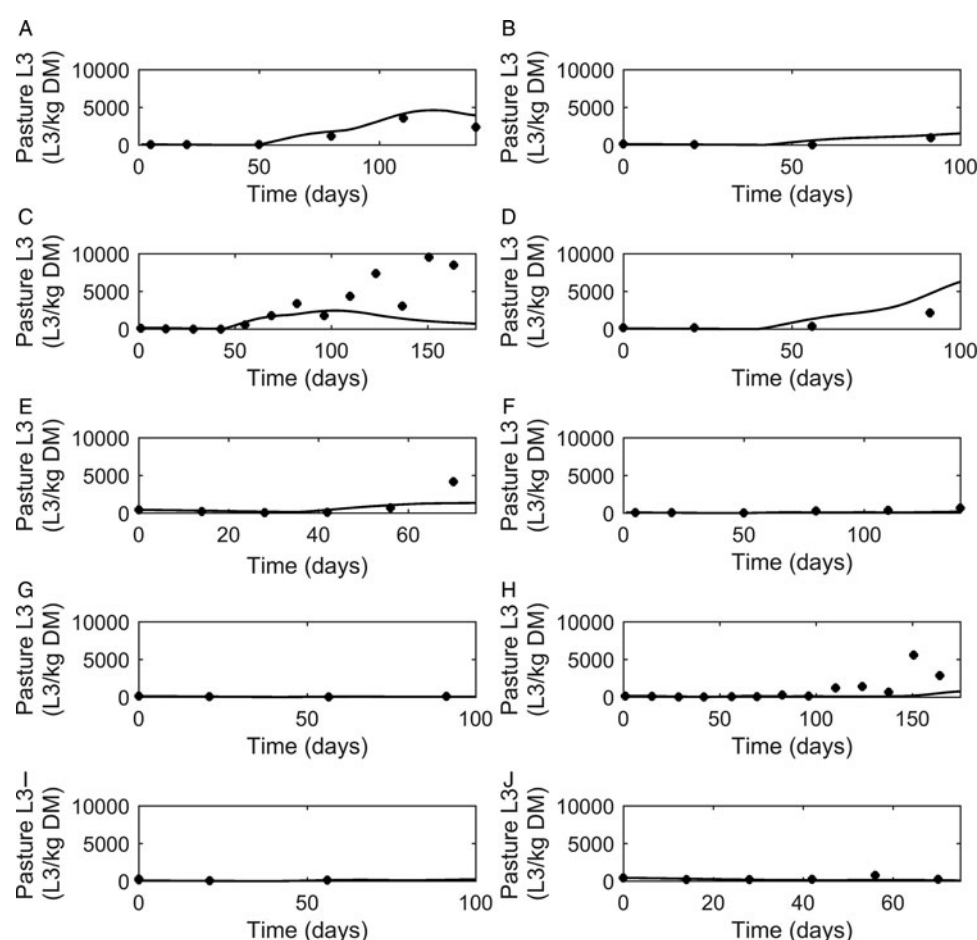 A
Pasture L3
(L3/kg DM)
10000
5000
0
0 50 100
Time (days)
B
Pasture L3
(L3/kg DM)
10000
5000
0
0 50 100
Time (days)
C
Pasture L3
(L3/kg DM)
10000
5000
0
0 50 100 150
Time (days)
D
Pasture L3
(L3/kg DM)
10000
5000
0
0 50 100
Time (days)
E
Pasture L3
(L3/kg DM)
10000
5000
0
0 20 40 60
Time (days)
F
Pasture L3
(L3/kg DM)
10000
5000
0
0 50 100
Time (days)
G
Pasture L3
(L3/kg DM)
10000
5000
0
0 50 100
Time (days)
H
Pasture L3
(L3/kg DM)
10000
5000
0
0 50 100 150
Time (days)
I
Pasture L3
(L3/kg DM)
10000
5000
0
0 50 100
Time (days)
J
Pasture L3
(L3/kg DM)
10000
5000
0
0 20 40 60
Time (days)